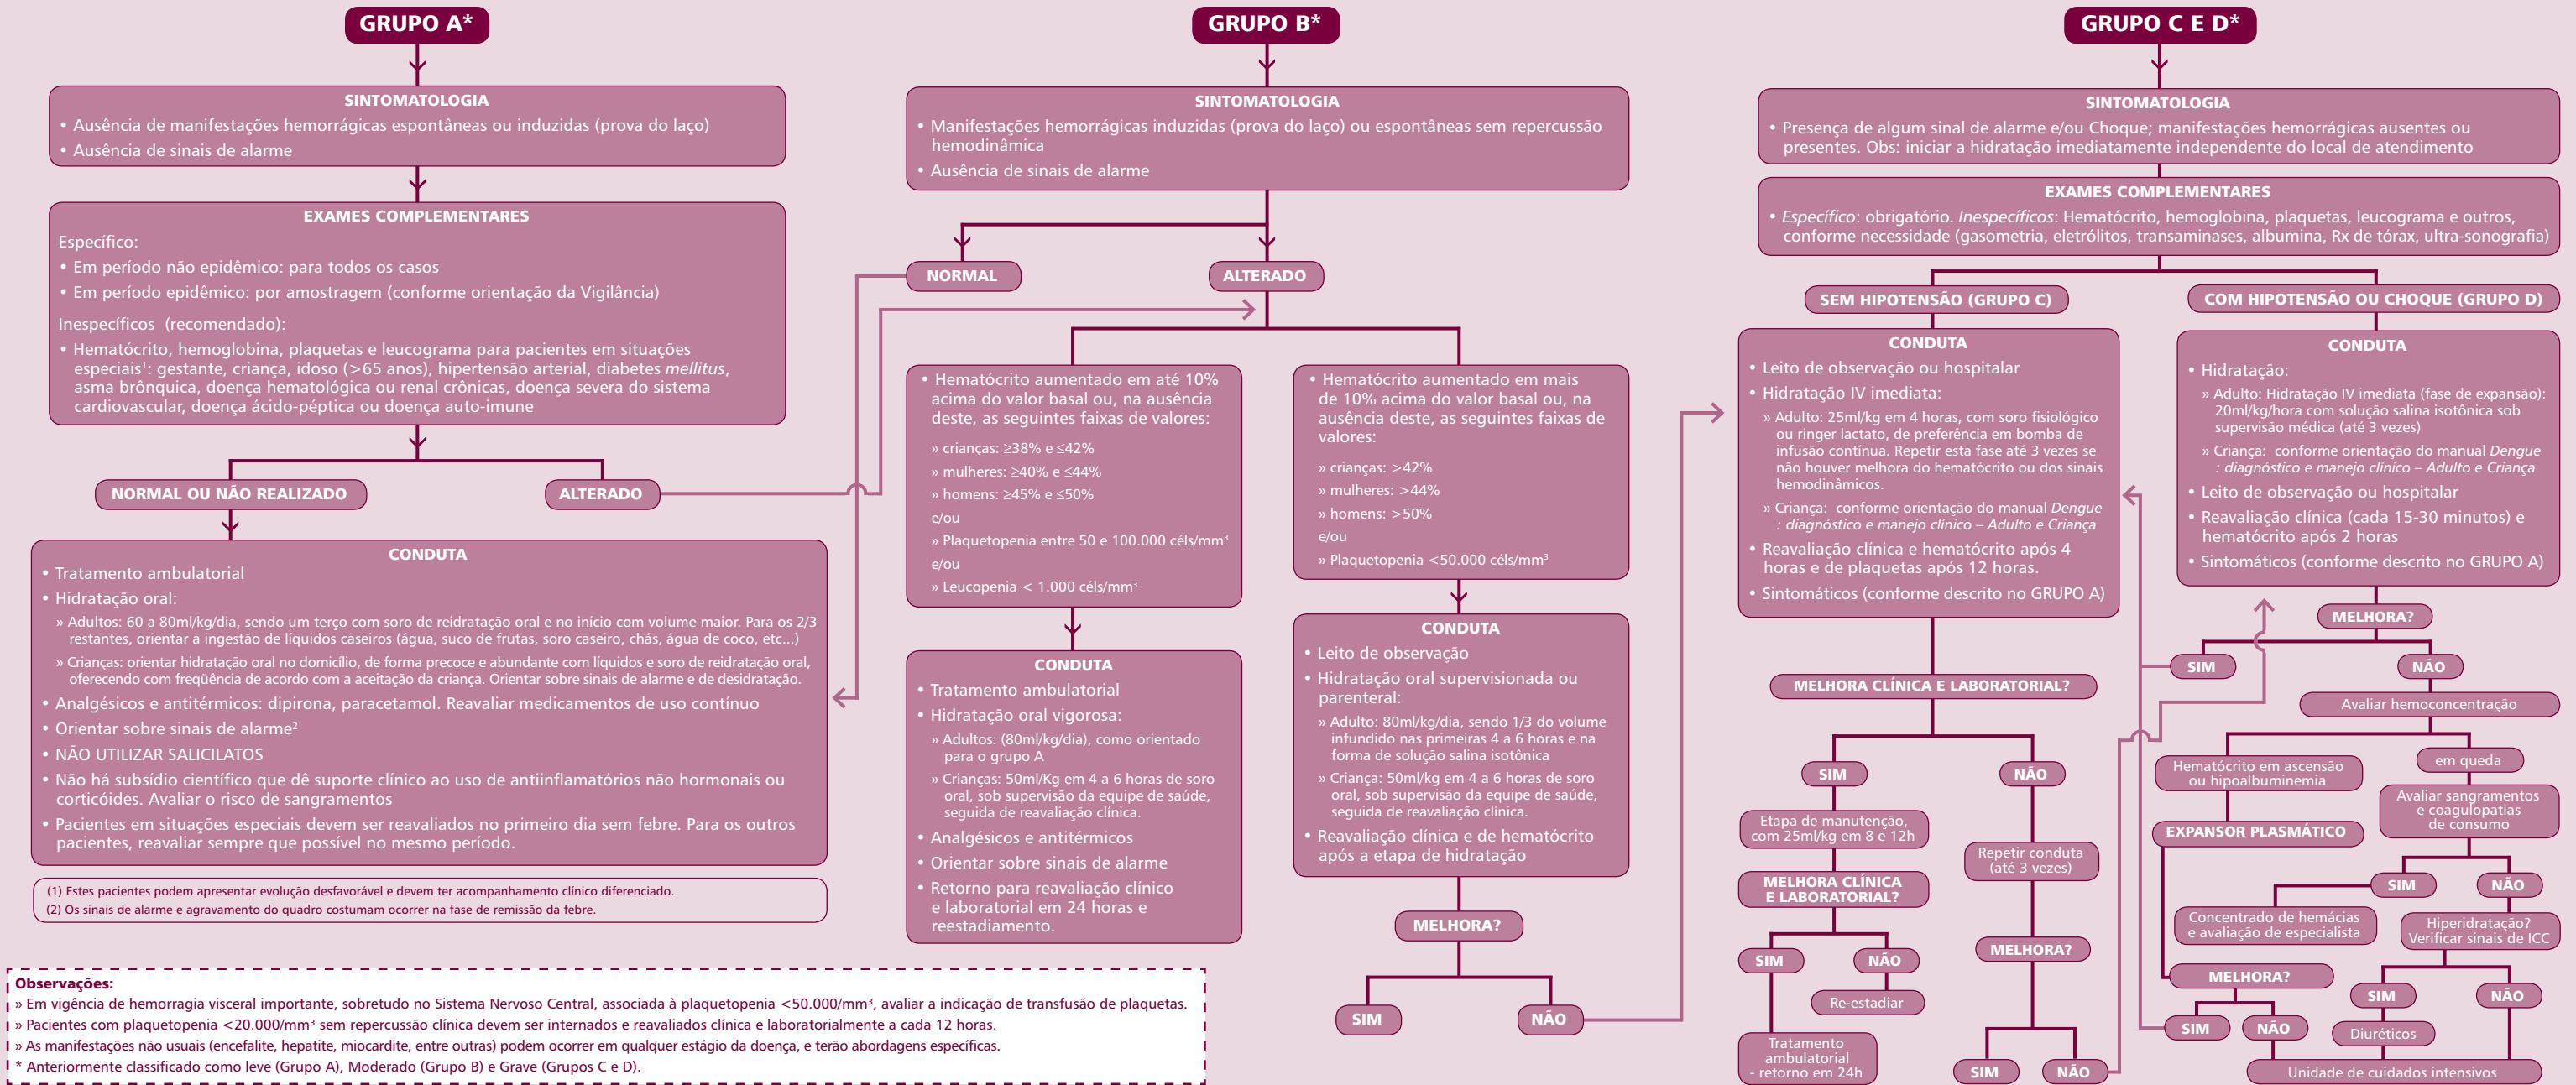 GRUPO A*
SINTOMATOLOGIA
• Ausência de manifestações hemorrágicas espontâneas ou induzidas (prova do laço)
• Ausência de sinais de alarme
EXAMES COMPLEMENTARES
Específico:
• Em período não epidêmico: para todos os casos
• Em período epidêmico: por amostragem (conforme orientação da Vigilância)
Inespecíficos (recomendado):
• Hematócrito, hemoglobina, plaquetas e leucograma para pacientes em situações
especiais¹: gestante, criança, idoso (>65 anos), hipertensão arterial, diabetes mellitus,
asma brônquica, doença hematológica ou renal crônicas, doença severa do sistema
cardiovascular, doença ácido-péptica ou doença auto-imune
NORMAL OU NÃO REALIZADO
ALTERADO
CONDUTA
• Tratamento ambulatorial
• Hidratação oral:
» Adultos: 60 a 80ml/kg/dia, sendo um terço com soro de reidratação oral e no início com volume maior. Para os 2/3
restantes, orientar a ingestão de líquidos caseiros (água, suco de frutas, soro caseiro, chás, água de coco, etc...)
» Crianças: orientar hidratação oral no domicílio, de forma precoce e abundante com líquidos e soro de reidratação oral,
oferecendo com freqüência de acordo com a aceitação da criança. Orientar sobre sinais de alarme e de desidratação.
• Analgésicos e antitérmicos: dipirona, paracetamol. Reavaliar medicamentos de uso contínuo
• Orientar sobre sinais de alarme²
• NÃO UTILIZAR SALICILATOS
• Não há subsídio científico que dê suporte clínico ao uso de antiinflamatórios não hormonais ou
corticóides. Avaliar o risco de sangramentos
• Pacientes em situações especiais devem ser reavaliados no primeiro dia sem febre. Para os outros
pacientes, reavaliar sempre que possível no mesmo período.
(1) Estes pacientes podem apresentar evolução desfavorável e devem ter acompanhamento clínico diferenciado.
(2) Os sinais de alarme e agravamento do quadro costumam ocorrer na fase de remissão da febre.
Observações:
» Em vigência de hemorragia visceral importante, sobretudo no Sistema Nervoso Central, associada à plaquetopenia <50.000/mm³, avaliar a indicação de transfusão de plaquetas.
» Pacientes com plaquetopenia <20.000/mm³ sem repercussão clínica devem ser internados e reavaliados clínica e laboratorialmente a cada 12 horas.
» As manifestações não usuais (encefalite, hepatite, miocardite, entre outras) podem ocorrer em qualquer estágio da doença, e terão abordagens específicas.
* Anteriormente classificado como leve (Grupo A), Moderado (Grupo B) e Grave (Grupos C e D).
GRUPO B*
SINTOMATOLOGIA
• Manifestações hemorrágicas induzidas (prova do laço) ou espontâneas sem repercussão
hemodinâmica
• Ausência de sinais de alarme
NORMAL
ALTERADO
• Hematócrito aumentado em até 10%
acima do valor basal ou, na ausência
deste, as seguintes faixas de valores:
» crianças: ≥38% e ≤42%
» mulheres: ≥40% e ≤44%
» homens: ≥45% e ≤50%
e/ou
» Plaquetopenia entre 50 e 100.000 céls/mm³
e/ou
» Leucopenia < 1.000 céls/mm³
CONDUTA
• Tratamento ambulatorial
• Hidratação oral vigorosa:
» Adultos: (80ml/kg/dia), como orientado
para o grupo A
» Crianças: 50ml/Kg em 4 a 6 horas de soro
oral, sob supervisão da equipe de saúde,
seguida de reavaliação clínica.
• Analgésicos e antitérmicos
• Orientar sobre sinais de alarme
• Retorno para reavaliação clínico
e laboratorial em 24 horas e
reestadiamento.
• Hematócrito aumentado em mais
de 10% acima do valor basal ou, na
ausência deste, as seguintes faixas de
valores:
» crianças: >42%
» mulheres: >44%
» homens: >50%
e/ou
» Plaquetopenia <50.000 céls/mm³
CONDUTA
• Leito de observação
• Hidratação oral supervisionada ou
parenteral:
» Adulto: 80ml/kg/dia, sendo 1/3 do volume
infundido nas primeiras 4 a 6 horas e na
forma de solução salina isotônica
» Criança: 50ml/kg em 4 a 6 horas de soro
oral, sob supervisão da equipe de saúde,
seguida de reavaliação clínica.
• Reavaliação clínica e de hematócrito
após a etapa de hidratação
MELHORA?
SIM
NÃO
GRUPO C E D*
SINTOMATOLOGIA
• Presença de algum sinal de alarme e/ou Choque; manifestações hemorrágicas ausentes ou
presentes. Obs: iniciar a hidratação imediatamente independente do local de atendimento
EXAMES COMPLEMENTARES
• Específico: obrigatório. Inespecíficos: Hematócrito, hemoglobina, plaquetas, leucograma e outros,
conforme necessidade (gasometria, eletrólitos, transaminases, albumina, Rx de tórax, ultra-sonografia)
SEM HIPOTENSÃO (GRUPO C)
CONDUTA
• Leito de observação ou hospitalar
• Hidratação IV imediata:
» Adulto: 25ml/kg em 4 horas, com soro fisiológico
ou ringer lactato, de preferência em bomba de
infusão contínua. Repetir esta fase até 3 vezes se
não houver melhora do hematócrito ou dos sinais
hemodinâmicos.
» Criança: conforme orientação do manual Dengue
: diagnóstico e manejo clínico – Adulto e Criança
• Reavaliação clínica e hematócrito após 4
horas e de plaquetas após 12 horas.
• Sintomáticos (conforme descrito no GRUPO A)
MELHORA CLÍNICA E LABORATORIAL?
SIM
NÃO
Etapa de manutenção,
com 25ml/kg em 8 e 12h
MELHORA CLÍNICA
E LABORATORIAL?
SIM
NÃO
Re-estadiar
Tratamento
ambulatorial
- retorno em 24h
Repetir conduta
(até 3 vezes)
MELHORA?
SIM
NÃO
COM HIPOTENSÃO OU CHOQUE (GRUPO D)
CONDUTA
• Hidratação:
» Adulto: Hidratação IV imediata (fase de expansão):
20ml/kg/hora com solução salina isotônica sob
supervisão médica (até 3 vezes)
» Criança: conforme orientação do manual Dengue
: diagnóstico e manejo clínico – Adulto e Criança
• Leito de observação ou hospitalar
• Reavaliação clínica (cada 15-30 minutos) e
hematócrito após 2 horas
• Sintomáticos (conforme descrito no GRUPO A)
MELHORA?
SIM
NÃO
Avaliar hemoconcentração
Hematócrito em ascensão
ou hipoalbuminemia
em queda
EXPANSOR PLASMÁTICO
Avaliar sangramentos
e coagulopatias
de consumo
SIM
NÃO
Concentrado de hemácias
e avaliação de especialista
Hiperidratação?
Verificar sinais de ICC
MELHORA?
SIM
NÃO
SIM
NÃO
Diuréticos
Unidade de cuidados intensivos